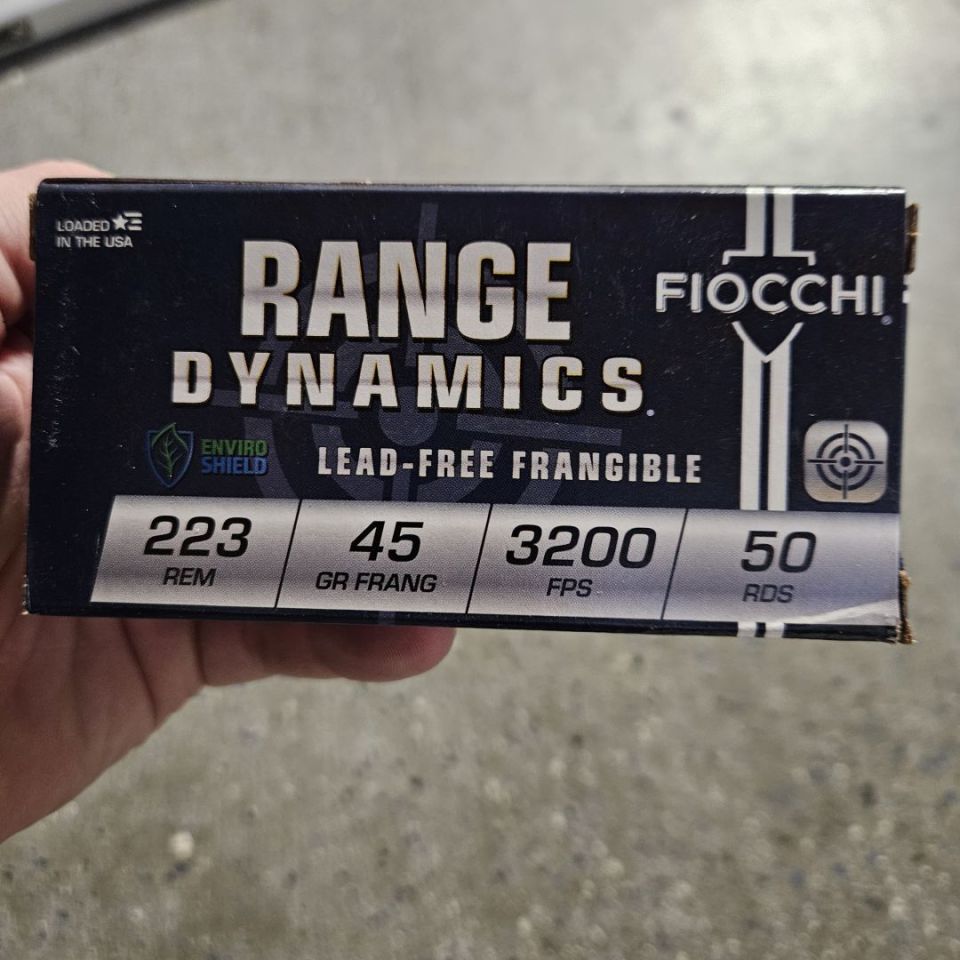 LOADED
IN THE USA
RANGE
DYNAMICS
FIOCCHI
ENVIRO
SHIELD
LEAD-FREE FRANGIBLE
223
REM
45
GR FRANG
3200
FPS
50
RDS